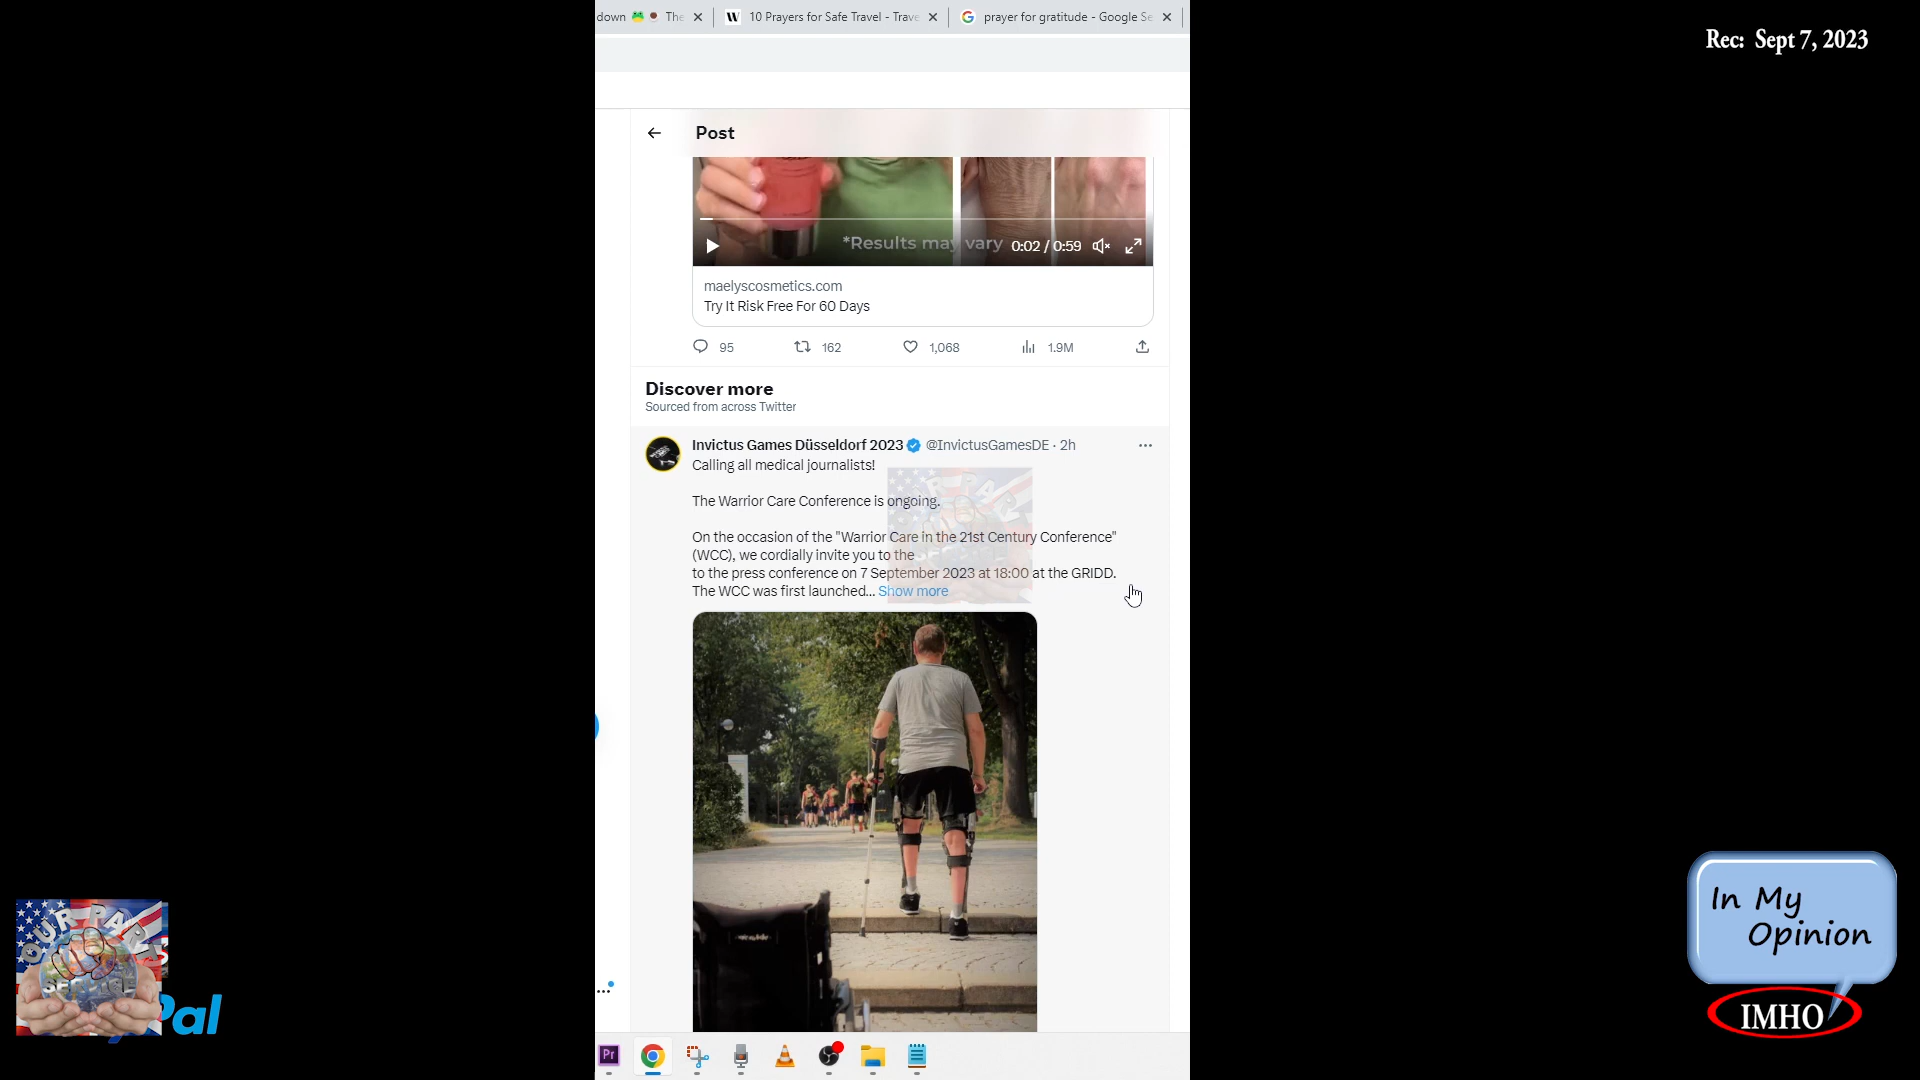 down 🐸 The
10 Prayers for Safe Travel - Trave
prayer for gratitude - Google Se
Rec: Sept 7, 2023
Post
*Results may vary
0:02 / 0:59
maelyscosmetics.com
Try It Risk Free For 60 Days
95
162
1,068
1.9M
Discover more
Sourced from across Twitter
Invictus Games Düsseldorf 2023 @InvictusGamesDE · 2h
Calling all medical journalists!
The Warrior Care Conference is ongoing.
On the occasion of the "Warrior Care in the 21st Century Conference"
(WCC), we cordially invite you to the
to the press conference on 7 September 2023 at 18:00 at the GRIDD.
The WCC was first launched... Show more
In My
Opinion
IMHO
OUR PART
SERVICE
Pal
Pr